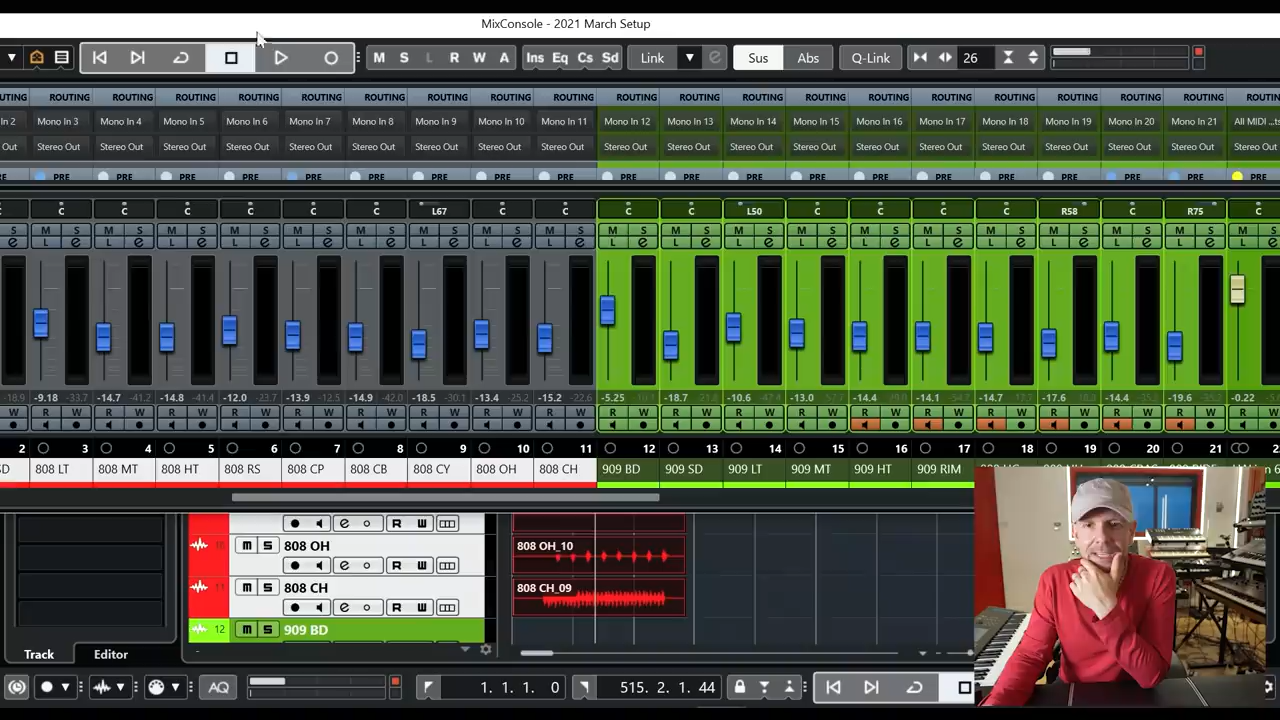 MixConsole - 2021 March Setup
M S L R W A Ins Eq Cs Sd Link Sus Abs Q-Link 26
ROUTING ROUTING ROUTING ROUTING ROUTING ROUTING ROUTING ROUTING ROUTING ROUTING ROUTING ROUTING ROUTING ROUTING ROUTING ROUTING ROUTING ROUTING ROUTING ROUTING
In 2 Mono In 3 Mono In 4 Mono In 5 Mono In 6 Mono In 7 Mono In 8 Mono In 9 Mono In 10 Mono In 11 Mono In 12 Mono In 13 Mono In 14 Mono In 15 Mono In 16 Mono In 17 Mono In 18 Mono In 19 Mono In 20 Mono In 21 All MIDI ...ts
Out Stereo Out Stereo Out Stereo Out Stereo Out Stereo Out Stereo Out Stereo Out Stereo Out Stereo Out Stereo Out Stereo Out Stereo Out Stereo Out Stereo Out Stereo Out Stereo Out Stereo Out Stereo Out Stereo Out
PRE PRE PRE PRE PRE PRE PRE PRE PRE PRE PRE PRE PRE PRE PRE PRE PRE PRE PRE PRE
C C C C C C L67 C C C C L50 C C C C R58 C R75 C
S M S M S M S M S M S M S M S M S M S M S M S M S M S M S M S M S M S M S M S M
L L L L L L L L L L L L L L L L L L L L
-9.18 -14.7 -14.8 -12.0 -13.9 -14.9 -18.5 -13.4 -15.2 -5.25 -18.7 -10.6 -13.0 -14.4 -14.1 -14.7 -17.6 -14.4 -19.6 -0.22
W R W R W R W R W R W R W R W R W R W R W R W R W R W R W R W R W R W R W R W R
2 3 4 5 6 7 8 9 10 11 12 13 14 15 16 17 18 19 20 21
SD 808 LT 808 MT 808 HT 808 RS 808 CP 808 CB 808 CY 808 OH 808 CH 909 BD 909 SD 909 LT 909 MT 909 HT 909 RIM
R W
10 M S 808 OH 808 OH_10
R W
11 M S 808 CH 808 CH_09
R W
12 M S 909 BD
Track Editor
AQ 1. 1. 1. 0 515. 2. 1. 44